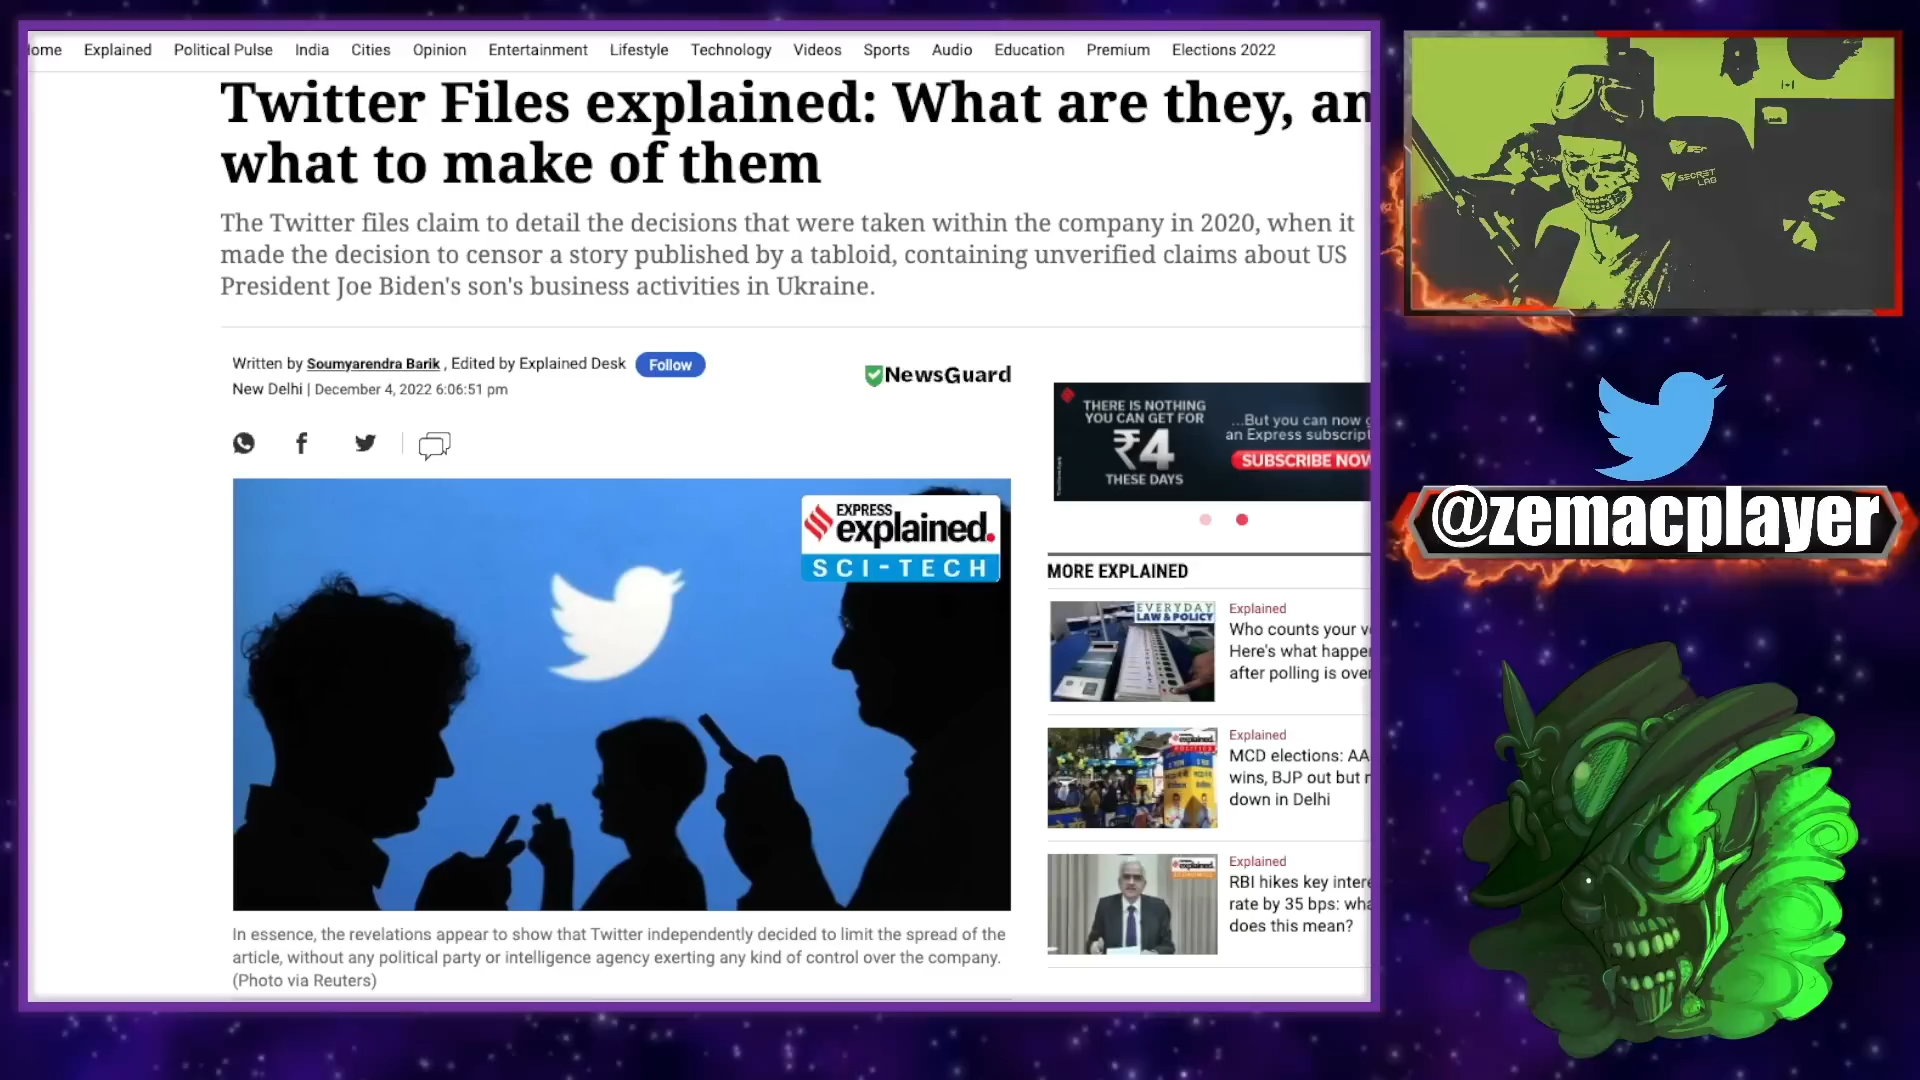 ome Explained Political Pulse India Cities Opinion Entertainment Lifestyle Technology Videos Sports Audio Education Premium Elections 2022
Twitter Files explained: What are they, an
what to make of them
The Twitter files claim to detail the decisions that were taken within the company in 2020, when it
made the decision to censor a story published by a tabloid, containing unverified claims about US
President Joe Biden's son's business activities in Ukraine.
Written by Soumyarendra Barik , Edited by Explained Desk Follow
New Delhi | December 4, 2022 6:06:51 pm
NewsGuard
EXPRESS
explained.
SCI-TECH
In essence, the revelations appear to show that Twitter independently decided to limit the spread of the
article, without any political party or intelligence agency exerting any kind of control over the company.
(Photo via Reuters)
THERE IS NOTHING
YOU CAN GET FOR
₹4
THESE DAYS
...But you can now g
an Express subscript
SUBSCRIBE NOW
MORE EXPLAINED
EVERYDAY
LAW & POLICY
Explained
Who counts your v
Here's what happe
after polling is over
explained.
POLITICS
Explained
MCD elections: AA
wins, BJP out but n
down in Delhi
explained.
ECONOMICS
Explained
RBI hikes key intere
rate by 35 bps: wha
does this mean?
SECRET
LAB
@zemacplayer